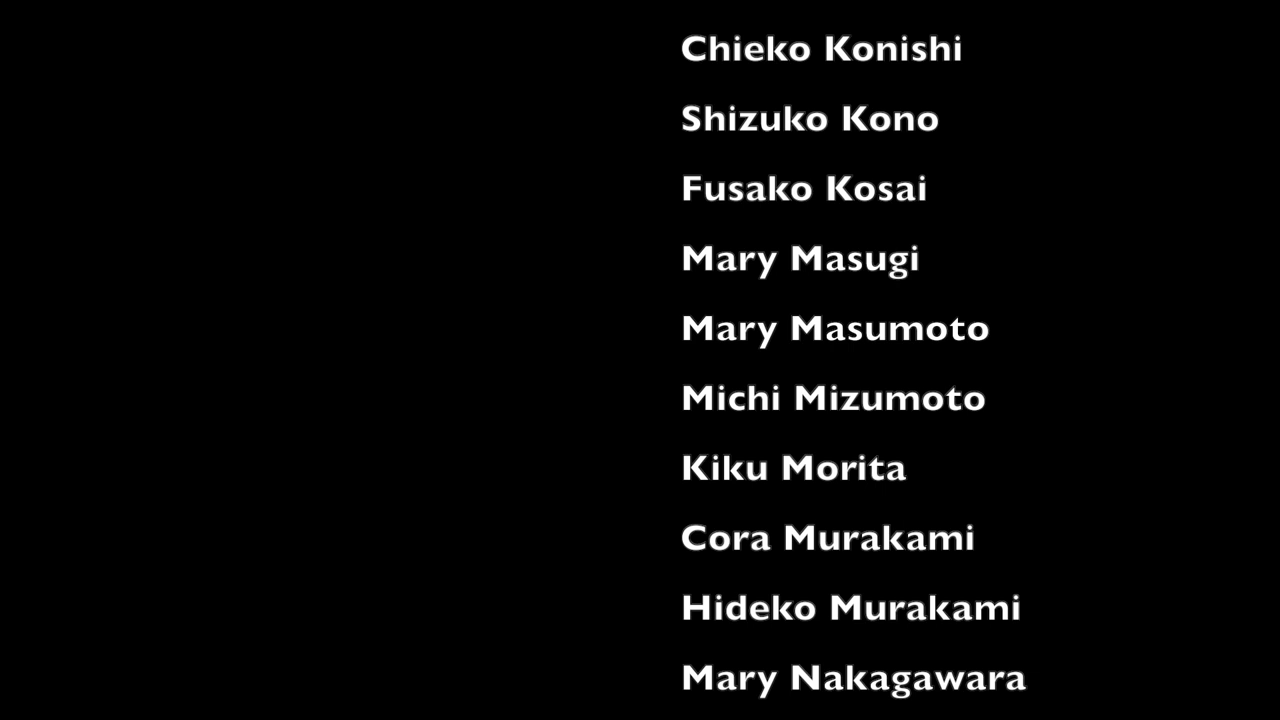 Chieko Konishi
Shizuko Kono
Fusako Kosai
Mary Masugi
Mary Masumoto
Michi Mizumoto
Kiku Morita
Cora Murakami
Hideko Murakami
Mary Nakagawara